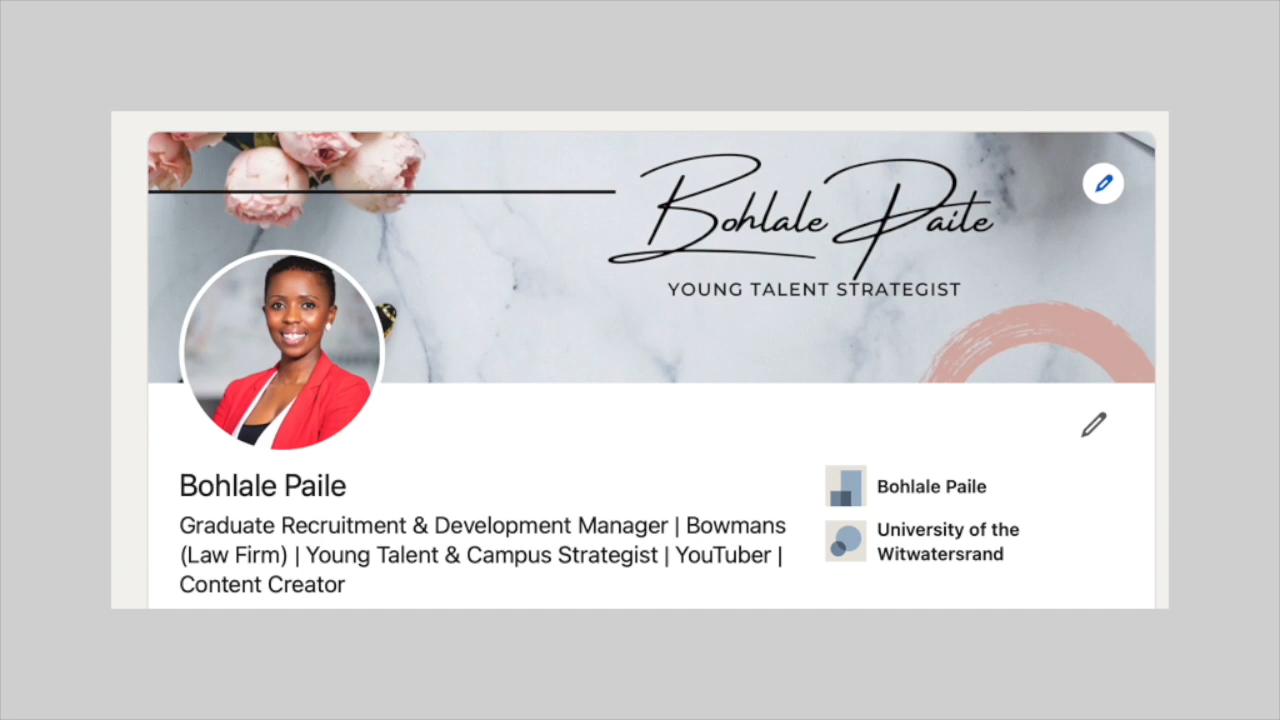 Bohlale Paile
YOUNG TALENT STRATEGIST
Bohlale Paile
Graduate Recruitment & Development Manager | Bowmans
(Law Firm) | Young Talent & Campus Strategist | YouTuber |
Content Creator
Bohlale Paile
University of the
Witwatersrand